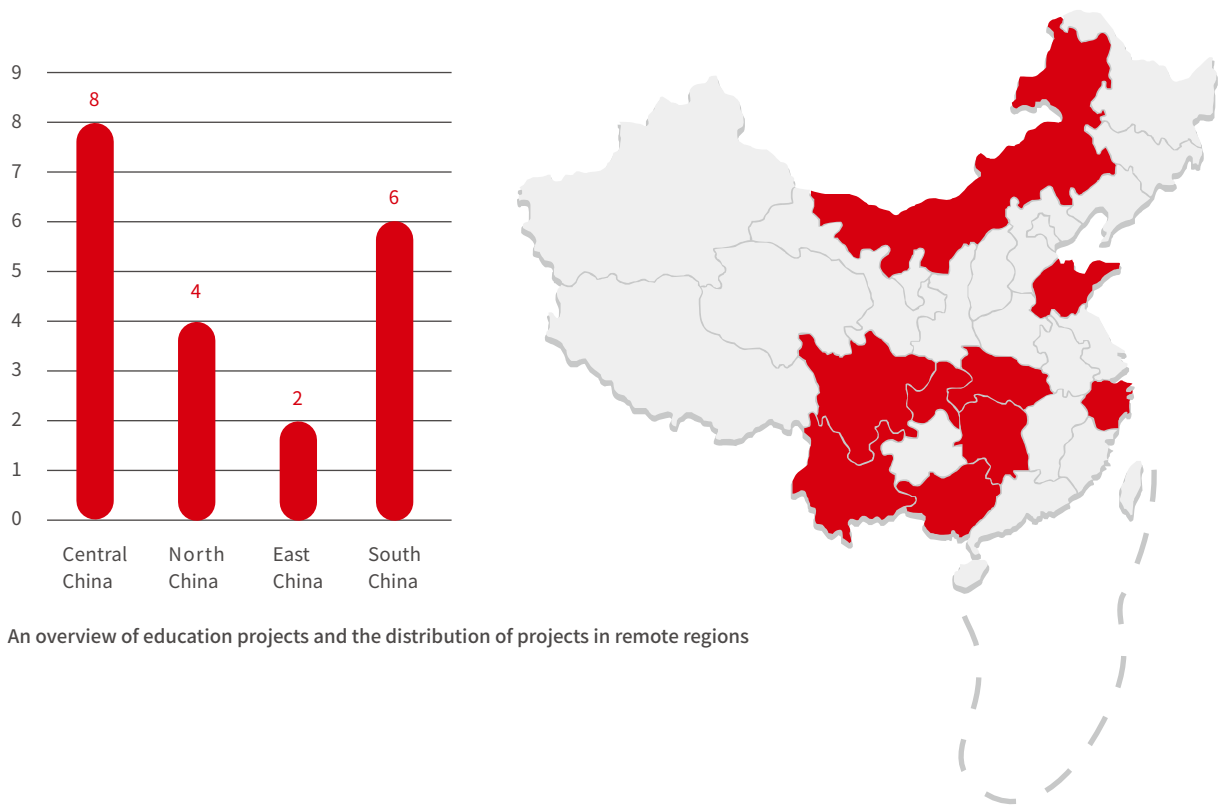 9
8
7
6
5
4
3
2
1
0
8
4
2
6
Central
China
North
China
East
China
South
China
An overview of education projects and the distribution of projects in remote regions